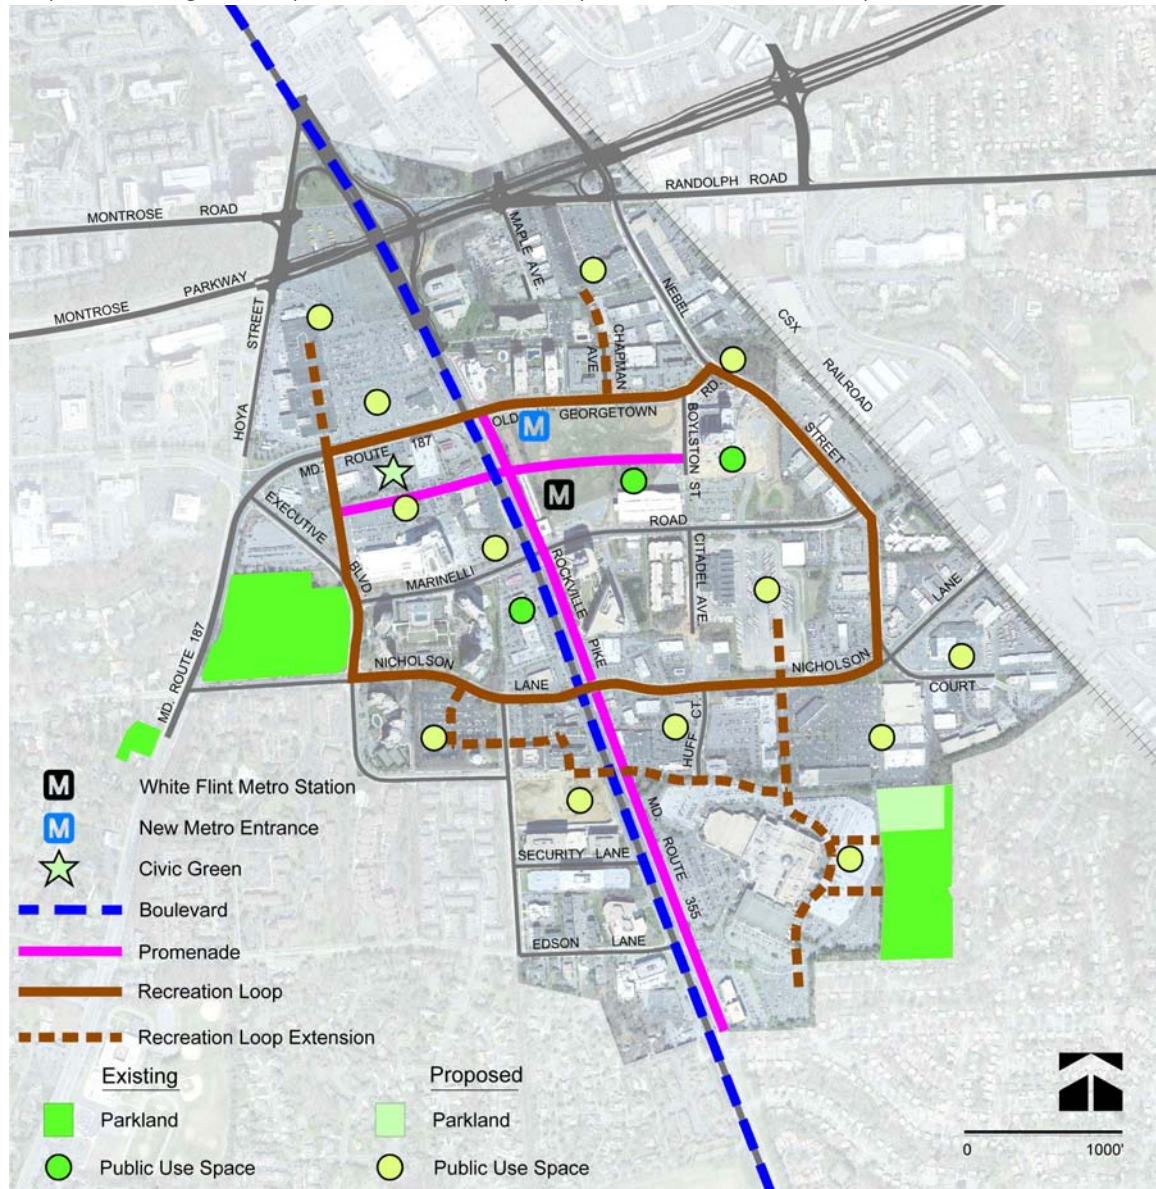 RANDOLPH ROAD
MONTROSE ROAD
MAPLE AVE.
MONTROSE PARKWAY
NEBEL
STREET
HOYA
CSX
RAILROAD
CHAPMAN
AVE
OLD GEORGETOWN
RD.
MD. ROUTE 187
BOYLSTON ST.
STREET
EXECUTIVE
BLVD.
MARINELLI
ROAD
ROCKVILLE
PIKE
CITADEL AVE.
LANE
MD. ROUTE 187
NICHOLSON
LANE
NICHOLSON
COURT
HUFF CT
MD. ROUTE 355
SECURITY LANE
EDSON LANE
M
M
M White Flint Metro Station
M New Metro Entrance
Civic Green
Boulevard
Promenade
Recreation Loop
Recreation Loop Extension
Existing Proposed
Parkland Parkland
Public Use Space Public Use Space
0 1000'